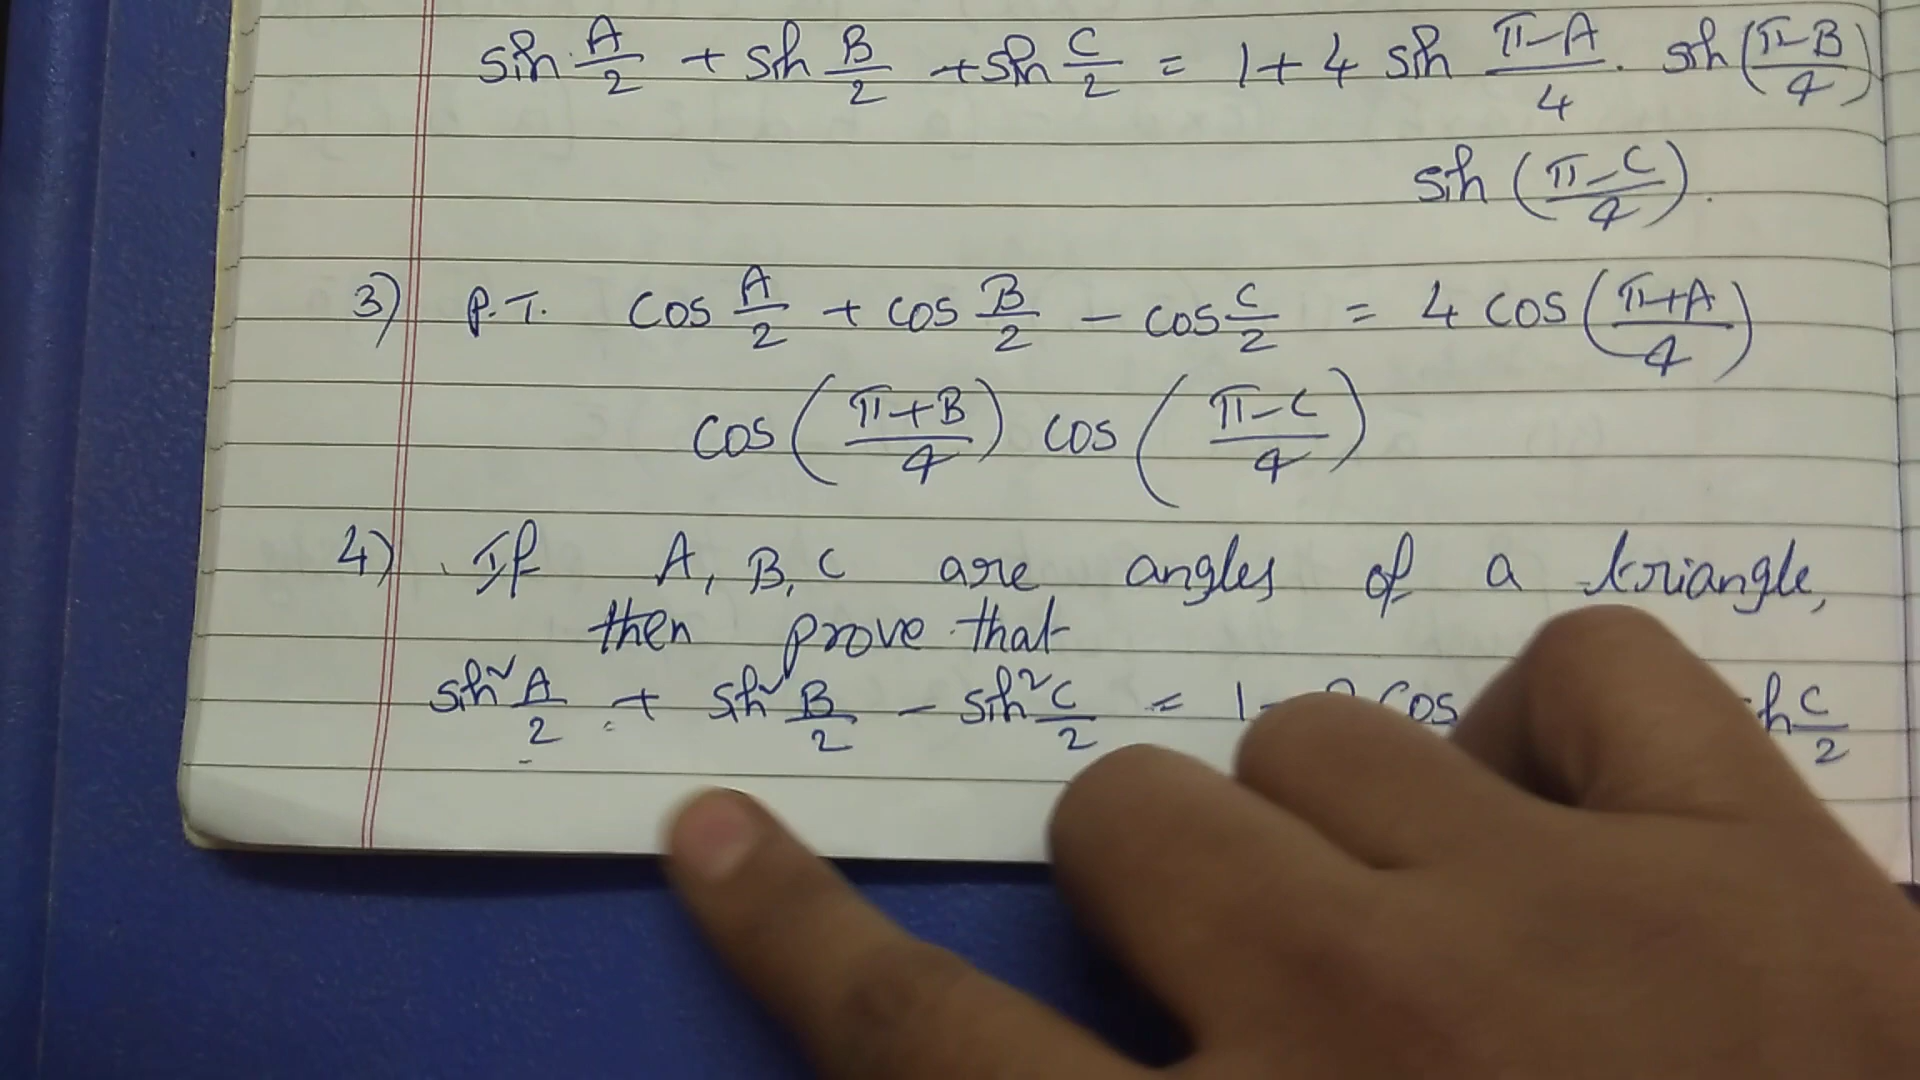 sin A/2 + sin B/2 + sin C/2 = 1 + 4 sin π-A/4 . sin (π-B/4)
sin (π-C/4).
3) P.T. cos A/2 + cos B/2 - cos C/2 = 4 cos (π+A/4)
cos (π+B/4) cos (π-C/4)
4) If A, B, C are angles of a triangle,
then prove that
sin² A/2 + sin² B/2 - sin² C/2 = 1 - cos C/2